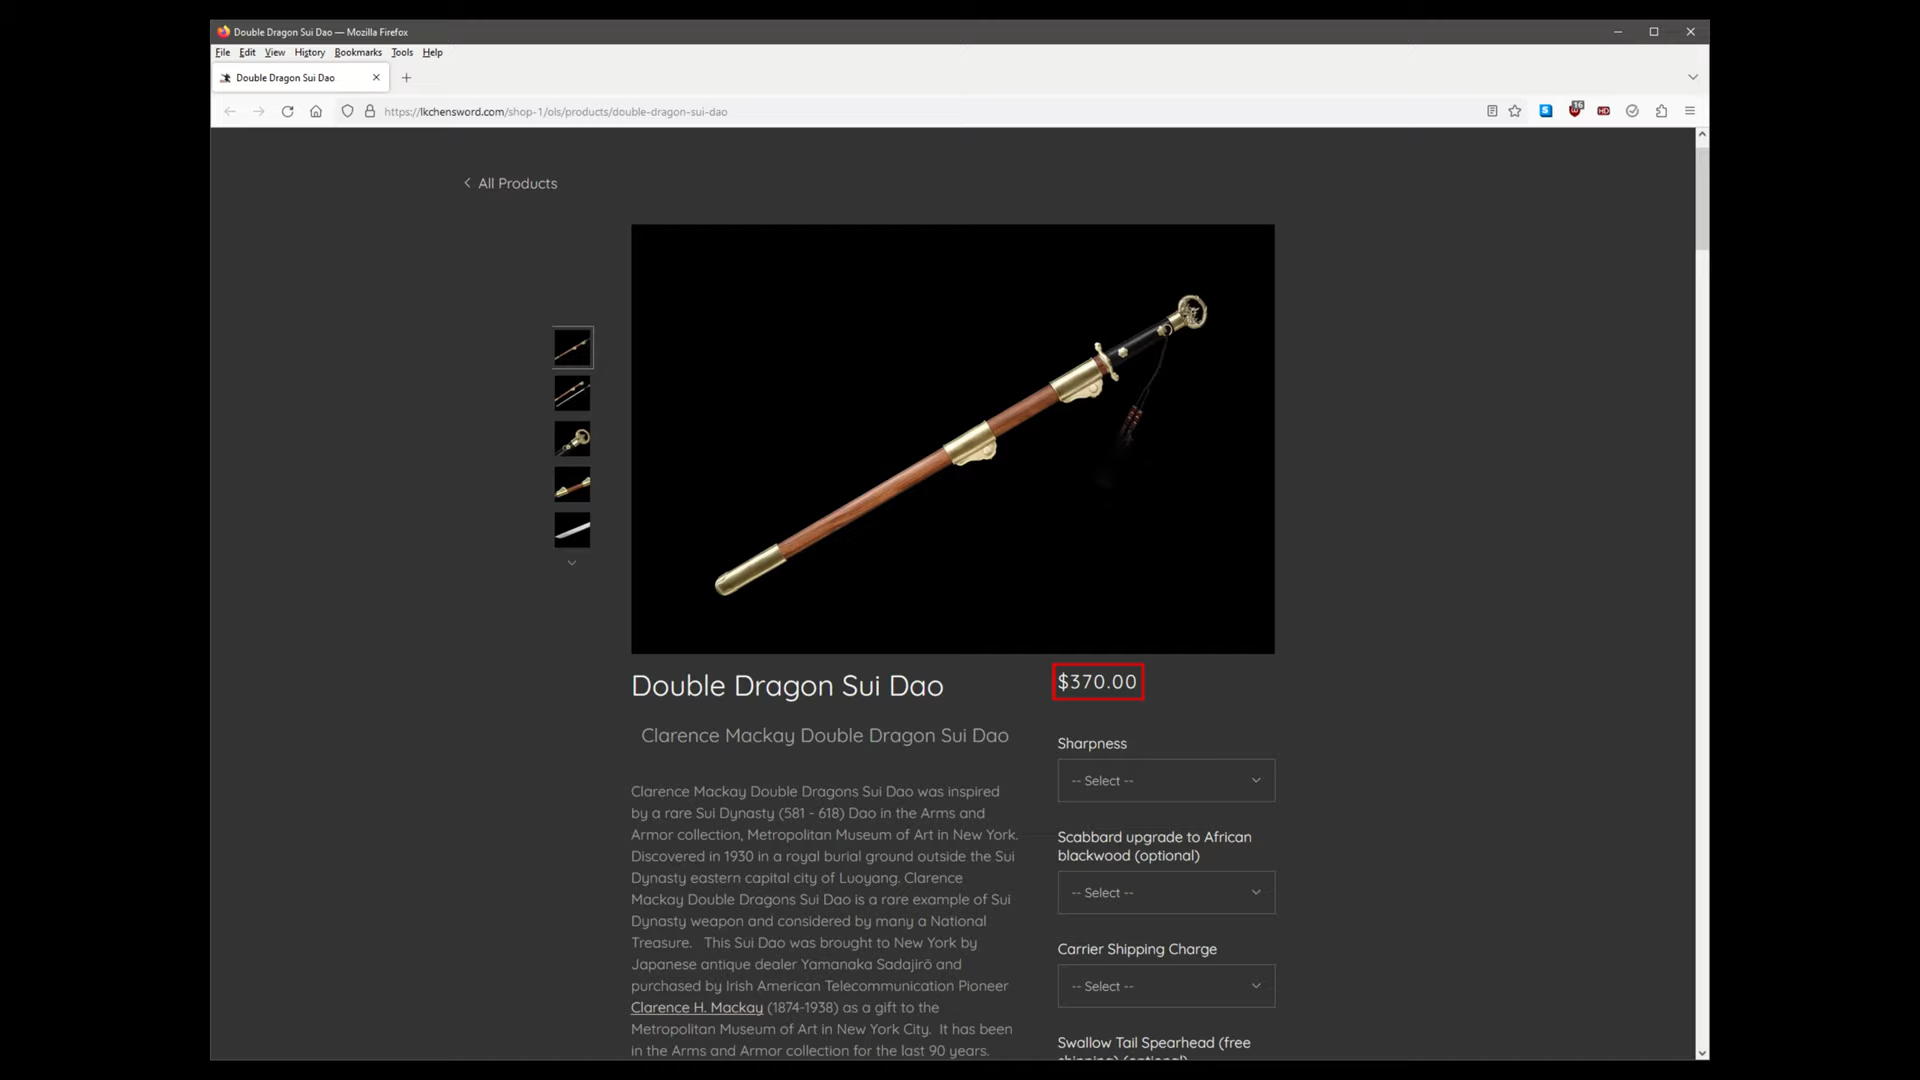 Double Dragon Sui Dao — Mozilla Firefox
File Edit View History Bookmarks Tools Help
Double Dragon Sui Dao
https://lkchensword.com/shop-1/ols/products/double-dragon-sui-dao
16
HD
All Products
Double Dragon Sui Dao
$370.00
Clarence Mackay Double Dragon Sui Dao
Clarence Mackay Double Dragons Sui Dao was inspired
by a rare Sui Dynasty (581 - 618) Dao in the Arms and
Armor collection, Metropolitan Museum of Art in New York.
Discovered in 1930 in a royal burial ground outside the Sui
Dynasty eastern capital city of Luoyang. Clarence
Mackay Double Dragons Sui Dao is a rare example of Sui
Dynasty weapon and considered by many a National
Treasure.   This Sui Dao was brought to New York by
Japanese antique dealer Yamanaka Sadajirō and
purchased by Irish American Telecommunication Pioneer
Clarence H. Mackay (1874-1938) as a gift to the
Metropolitan Museum of Art in New York City.  It has been
in the Arms and Armor collection for the last 90 years.
Sharpness
-- Select --
Scabbard upgrade to African
blackwood (optional)
-- Select --
Carrier Shipping Charge
-- Select --
Swallow Tail Spearhead (free
shipping) (optional)